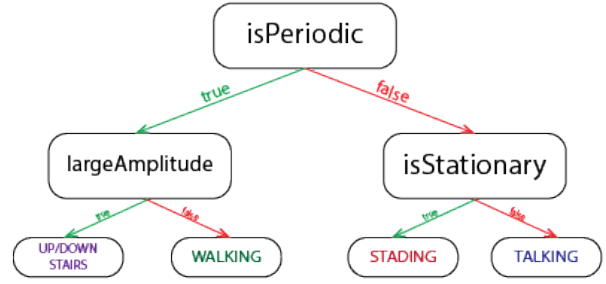 isPeriodic
true
false
largeAmplitude
isStationary
true
false
true
false
UP/DOWN
STAIRS
WALKING
STADING
TALKING